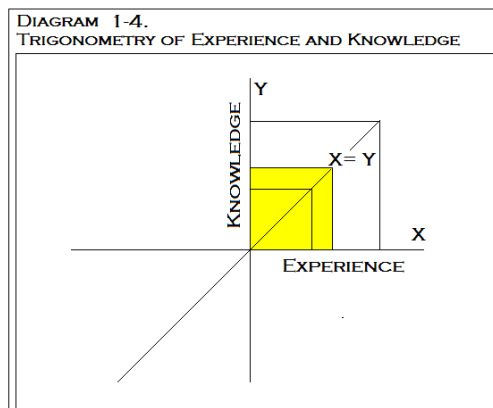 Diagram 1-4.
Trigonometry of Experience and Knowledge
Y
Knowledge
X= Y
X
Experience